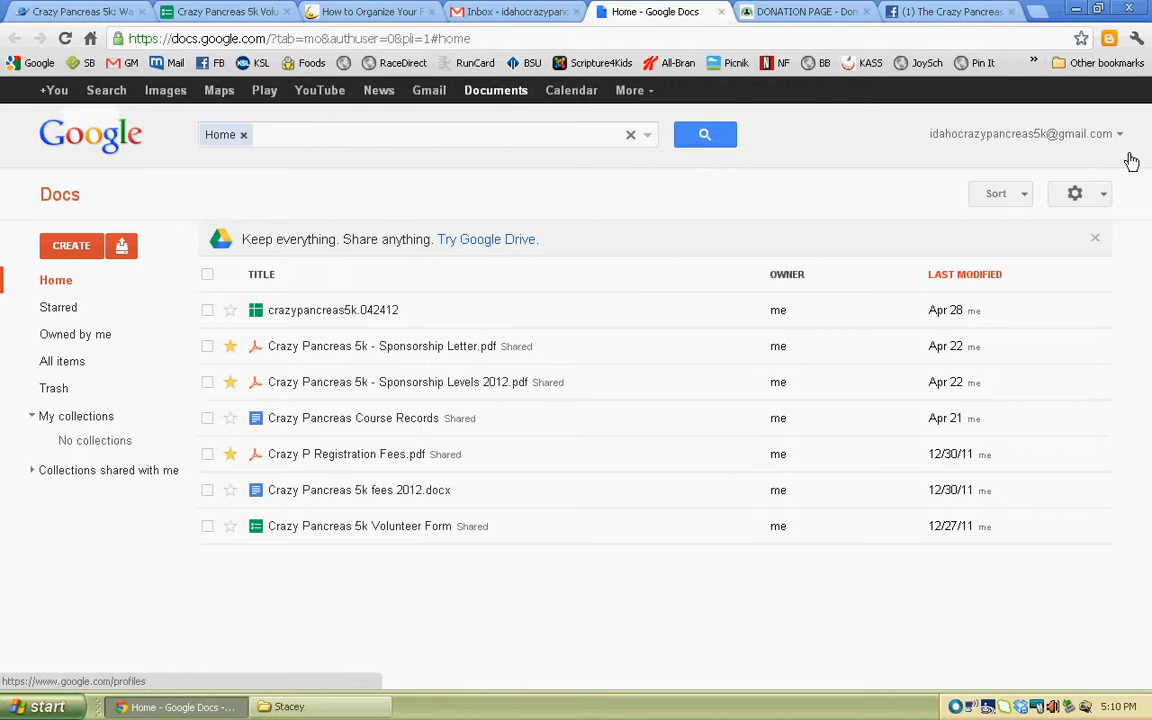 Crazy Pancreas 5k: Wa
Crazy Pancreas 5k Volu
How to Organize Your F
Inbox - idahocrazypanc
Home - Google Docs
DONATION PAGE - Don
(1) The Crazy Pancreas
https://docs.google.com/?tab=mo&authuser=0&pli=1#home
Google SB GM Mail FB KSL Foods RaceDirect RunCard BSU Scripture4Kids All-Bran Picnik NF BB KASS JoySch Pin It » Other bookmarks
+You Search Images Maps Play YouTube News Gmail Documents Calendar More
Google
Home
idahocrazypancreas5k@gmail.com
Docs
Sort
CREATE
Keep everything. Share anything. Try Google Drive.
Home
Starred
Owned by me
All items
Trash
My collections
No collections
Collections shared with me
TITLE OWNER LAST MODIFIED
crazypancreas5k.042412 me Apr 28 me
Crazy Pancreas 5k - Sponsorship Letter.pdf Shared me Apr 22 me
Crazy Pancreas 5k - Sponsorship Levels 2012.pdf Shared me Apr 22 me
Crazy Pancreas Course Records Shared me Apr 21 me
Crazy P Registration Fees.pdf Shared me 12/30/11 me
Crazy Pancreas 5k fees 2012.docx me 12/30/11 me
Crazy Pancreas 5k Volunteer Form Shared me 12/27/11 me
https://www.google.com/profiles
start
Home - Google Docs -...
Stacey
5:10 PM